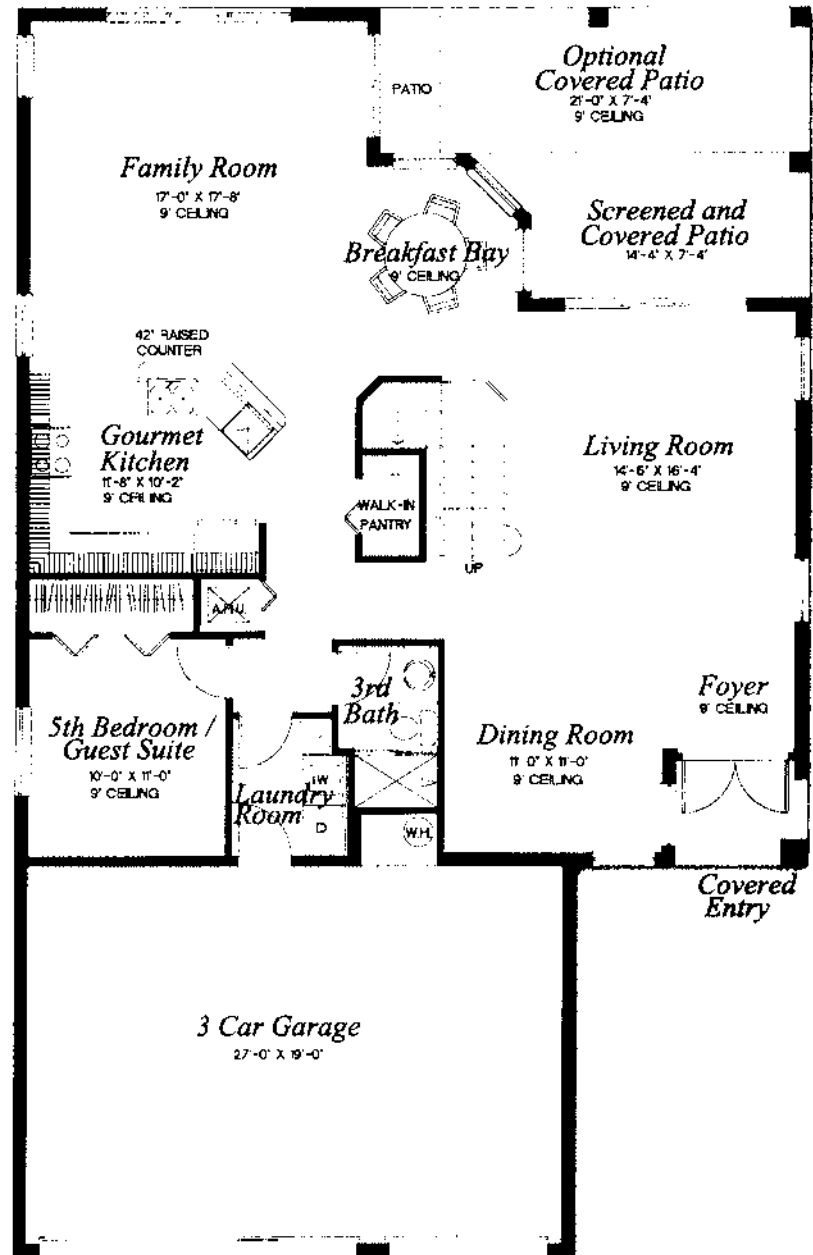 Optional
Covered Patio
21'-0" X 7'-4"
9' CEILING
PATIO
Family Room
17'-0" X 17'-8"
9' CEILING
Screened and
Covered Patio
14'-4" X 7'-4"
Breakfast Bay
9' CEILING
42" RAISED
COUNTER
Gourmet
Kitchen
11'-8" X 10'-2"
9' CEILING
Living Room
14'-6" X 16'-4"
9' CEILING
WALK-IN
PANTRY
UP
A.H.U.
3rd
Bath
Foyer
9' CEILING
5th Bedroom /
Guest Suite
10'-0" X 11'-0"
9' CEILING
Dining Room
11'-0" X 11'-0"
9' CEILING
Laundry
Room
W
D
W.H.
Covered
Entry
3 Car Garage
27'-0" X 19'-0"